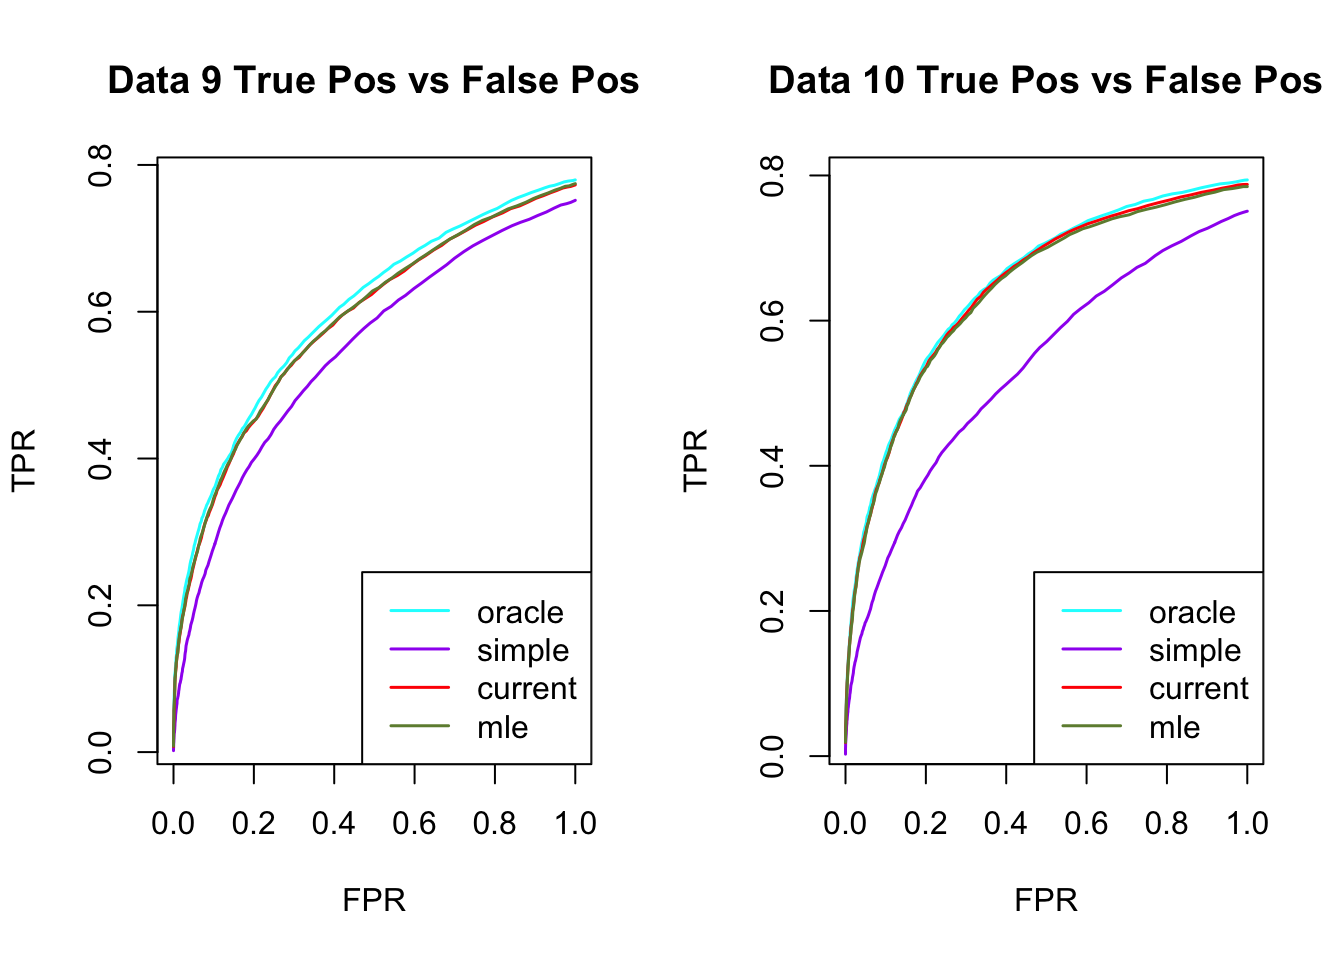 Data 9 True Pos vs False Pos
TPR
0.8
0.6
0.4
0.2
0.0
oracle
simple
current
mle
0.0 0.2 0.4 0.6 0.8 1.0
FPR
Data 10 True Pos vs False Pos
TPR
0.8
0.6
0.4
0.2
0.0
oracle
simple
current
mle
0.0 0.2 0.4 0.6 0.8 1.0
FPR